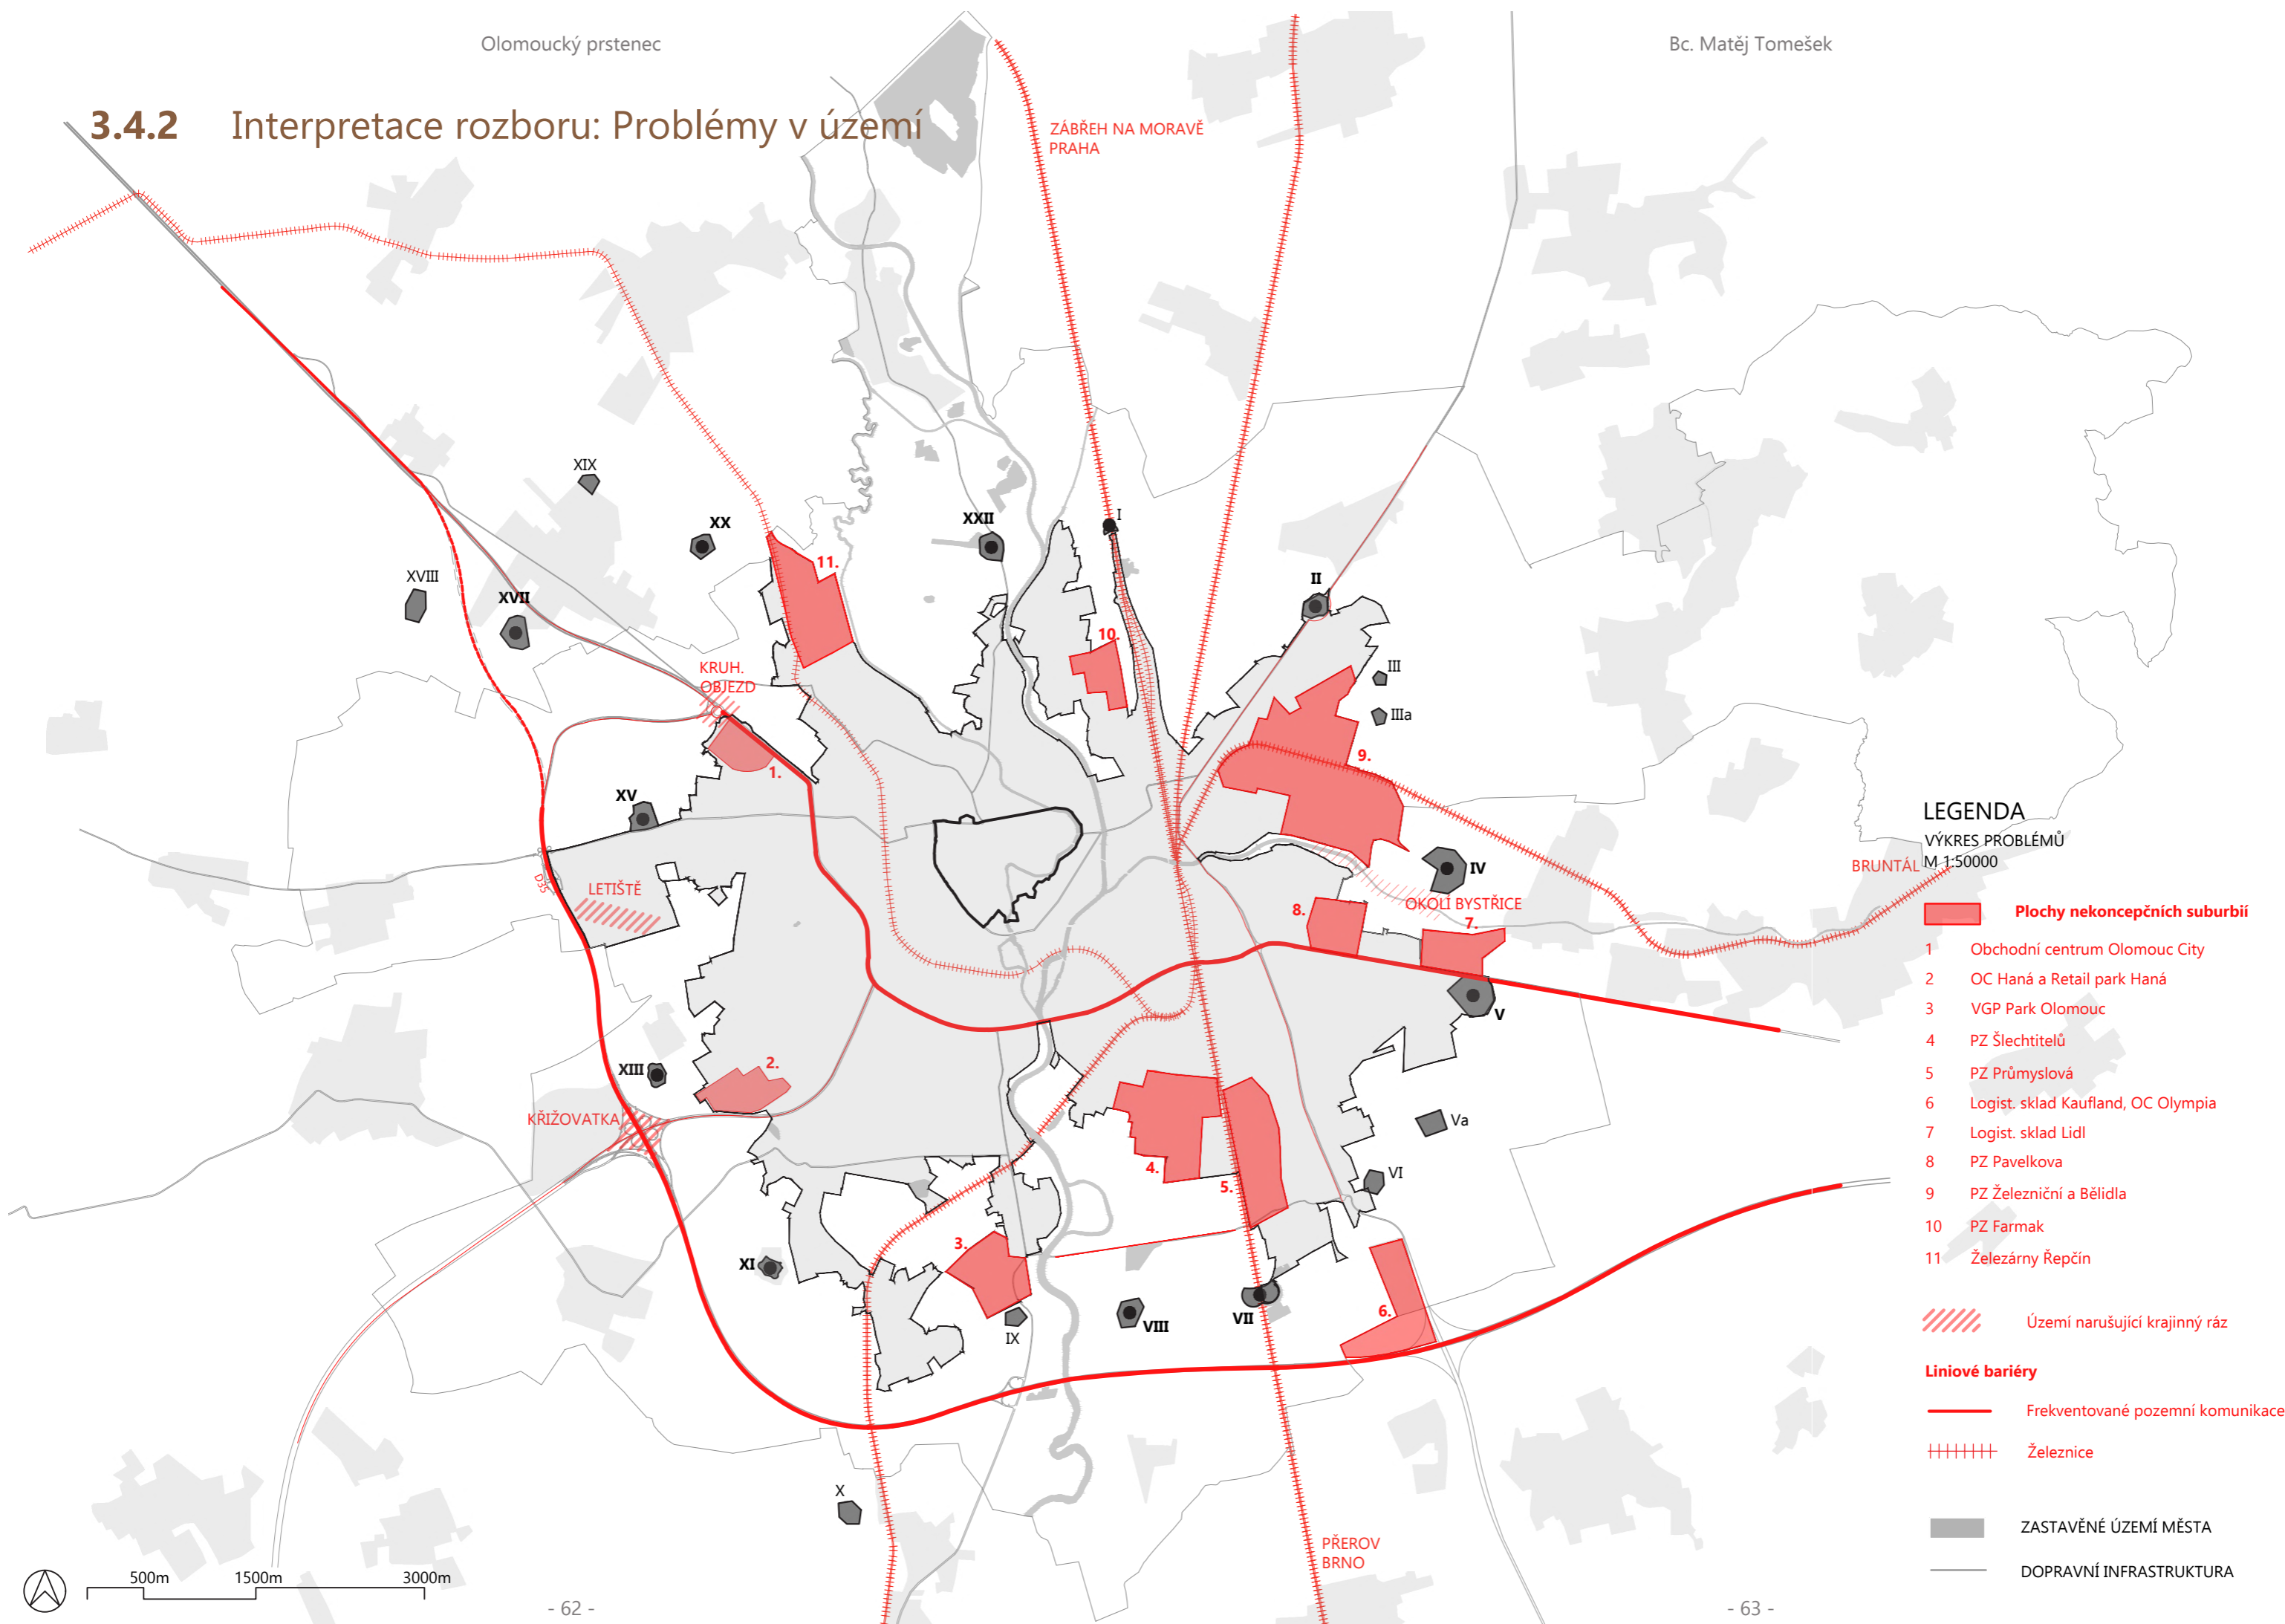 Olomoucký prstenec
Bc. Matěj Tomešek
3.4.2 Interpretace rozboru: Problémy v území
ZÁBŘEH NA MORAVĚ
PRAHA
XIX
XX
XXII
I
XVIII
XVII
11.
II
10.
III
IIIa
KRUH.
OBJEZD
1.
9.
XV
IV
D35
LETIŠTĚ
OKOLÍ BYSTŘICE
8.
7.
V
BRUNTÁL
XIII
2.
KŘIŽOVATKA
Va
4.
5.
VI
3.
XI
IX
VIII
VII
6.
X
PŘEROV
BRNO
LEGENDA
VÝKRES PROBLÉMŮ
M 1:50000
Plochy nekoncepčních suburbií
1 Obchodní centrum Olomouc City
2 OC Haná a Retail park Haná
3 VGP Park Olomouc
4 PZ Šlechtitelů
5 PZ Průmyslová
6 Logist. sklad Kaufland, OC Olympia
7 Logist. sklad Lidl
8 PZ Pavelkova
9 PZ Železniční a Bělidla
10 PZ Farmak
11 Železárny Řepčín
Území narušující krajinný ráz
Liniové bariéry
Frekventované pozemní komunikace
Železnice
ZASTAVĚNÉ ÚZEMÍ MĚSTA
DOPRAVNÍ INFRASTRUKTURA
500m 1500m 3000m
- 62 -
- 63 -